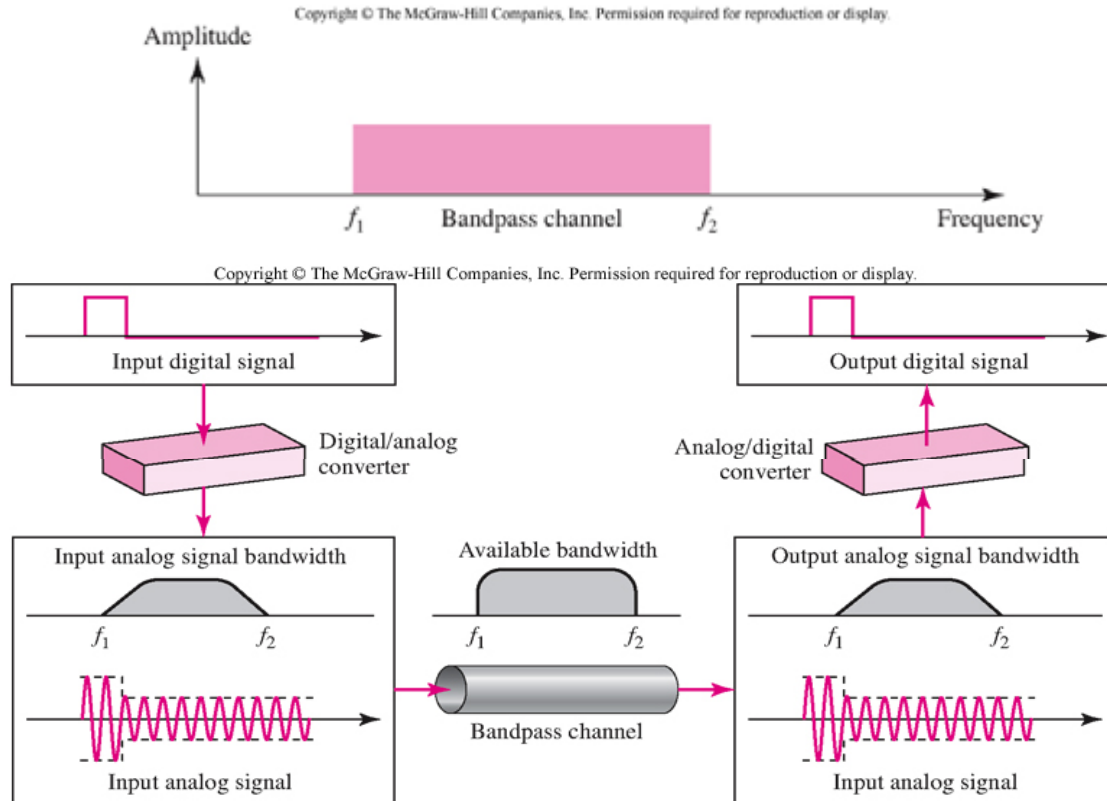 Copyright © The McGraw-Hill Companies, Inc. Permission required for reproduction or display.
Amplitude
f1
Bandpass channel
f2
Frequency
Copyright © The McGraw-Hill Companies, Inc. Permission required for reproduction or display.
Input digital signal
Output digital signal
Digital/analog
converter
Analog/digital
converter
Input analog signal bandwidth
f1
f2
Input analog signal
Available bandwidth
f1
f2
Bandpass channel
Output analog signal bandwidth
f1
f2
Input analog signal